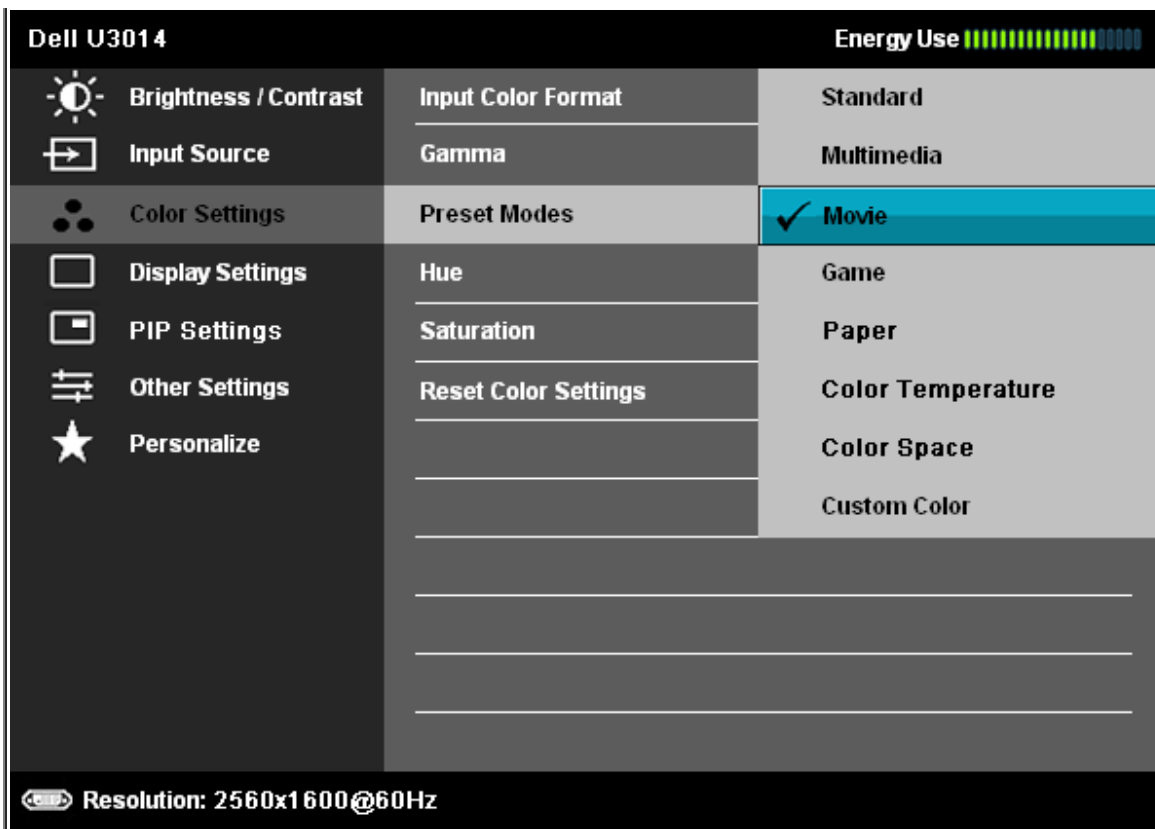 Dell U3014 Energy Use
Brightness / Contrast Input Color Format Standard
Input Source Gamma Multimedia
Color Settings Preset Modes Movie
Display Settings Hue Game
PIP Settings Saturation Paper
Other Settings Reset Color Settings Color Temperature
Personalize Color Space
Custom Color
Resolution: 2560x1600@60Hz